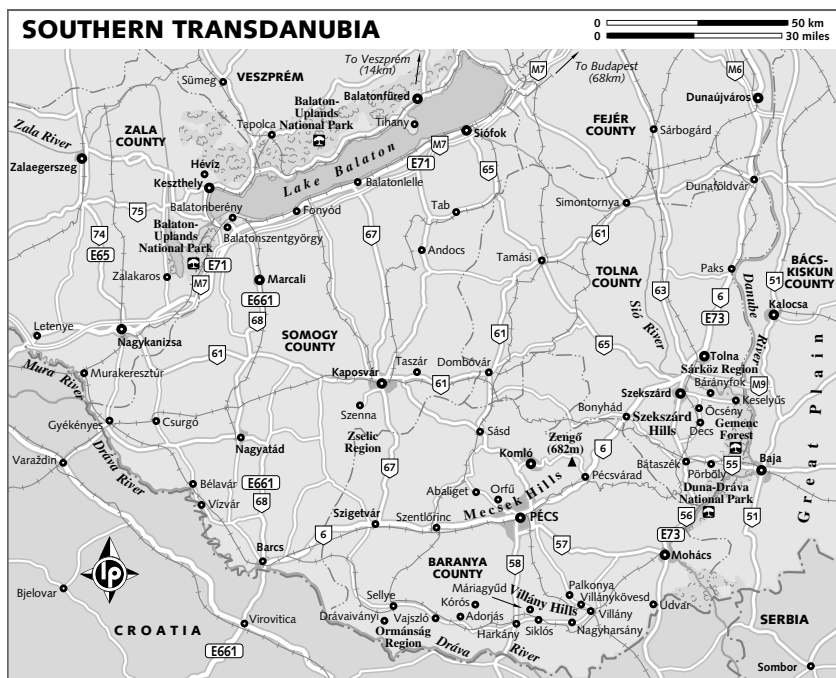 SOUTHERN TRANSDANUBIA
0
50 km
0
30 miles
To Veszprém
(14km)
To Budapest
(68km)
M7
M6
VESZPRÉM
Sümeg
Balaton-
Uplands
National Park
Balatonfüred
Tihany
FEJÉR
COUNTY
Dunaújváros
Zala River
ZALA
COUNTY
Tapolca
Siófok
Sárbogárd
Zalaegerszeg
Hévíz
Keszthely
Lake Balaton
M7
E71
65
Balatonlelle
Dunaföldvár
Balatonberény
Fonyód
Tab
Simontornya
75
74
Balaton-
Uplands
National Park
Balatonszentgyörgy
67
61
E65
E71
M7
Zalakaros
Marcali
E661
68
Andocs
Tamási
TOLNA
COUNTY
Paks
BÁCS-
KISKUN
COUNTY
51
63
6
Kalocsa
Sió River
E73
Danube River
Letenye
Nagykanizsa
SOMOGY
COUNTY
61
65
Tolna
Sárköz Region
Mura River
Murakeresztúr
61
Kaposvár
Taszár
61
Dombóvár
Szekszárd
Bárányfok
M9
Keselyűs
Great Plain
Szenna
Bonyhád
Szekszárd
Hills
Őcsény
Decs
Gemenc
Forest
Gyékényes
Csurgó
Nagyatád
Zselic
Region
Sásd
Zengő
(682m)
6
Komló
Varaždin
Dráva River
Bátaszék
Pörböly
55
Baja
Bélavár
E661
67
Abaliget
Orfű
Mecsek Hills
Pécsvárad
Duna-Dráva
National Park
Vízvár
68
Szigetvár
Szentlőrinc
PÉCS
56
51
6
57
E73
Mohács
Barcs
58
BARANYA
COUNTY
lp
Máriagyűd
Villány Hills
Palkonya
Villánykövesd
Bjelovar
Sellye
Kórós
Villány
Udvar
Drávaiványi
Vajszló
Adorjás
CROATIA
Virovitica
Ormánság
Region
Harkány
Siklós
Nagyharsány
SERBIA
E661
Dráva River
Sombor